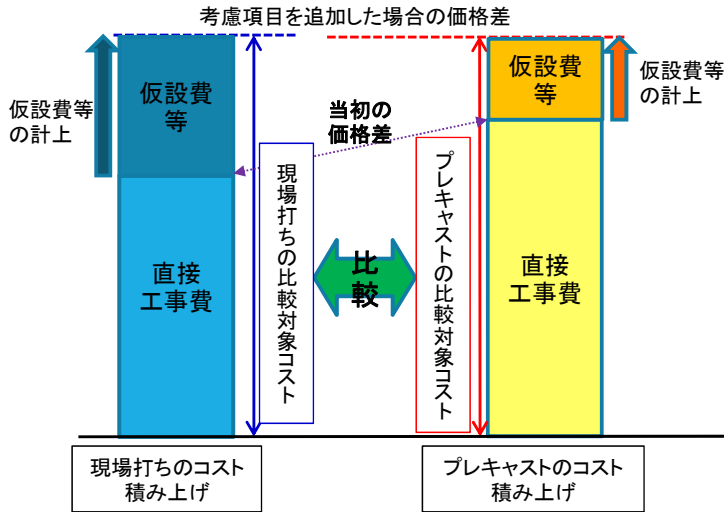 考慮項目を追加した場合の価格差
仮設費等
の計上
仮設費
等
直接
工事費
当初の
価格差
現場打ちの比較対象コスト
比
較
プレキャストの比較対象コスト
仮設費
等
直接
工事費
仮設費等
の計上
現場打ちのコスト
積み上げ
プレキャストのコスト
積み上げ